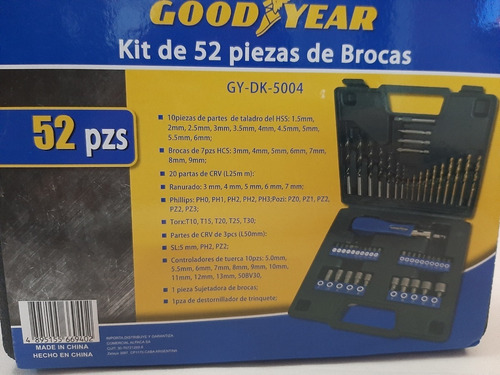 GOOD YEAR
Kit de 52 piezas de Brocas
GY-DK-5004
52 pzs
10piezas de partes de taladro del HSS: 1.5mm,
2mm, 2.5mm, 3mm, 3.5mm, 4mm, 4.5mm, 5mm,
5.5mm, 6mm;
Brocas de 7pzs HCS: 3mm, 4mm, 5mm, 6mm, 7mm,
8mm, 9mm;
20 partas de CRV (L25m m):
Ranurado: 3 mm, 4 mm, 5 mm, 6 mm, 7 mm;
Phillips: PH0, PH1, PH2, PH2, PH3;Pozi: PZ0, PZ1, PZ2,
PZ2, PZ3;
Torx:T10, T15, T20, T25, T30;
Partes de CRV de 3pcs (L50mm):
SL:5 mm, PH2, PZ2;
Controladores de tuerca 10pzs: 5.0mm,
5.5mm, 6mm, 7mm, 8mm, 9mm, 10mm,
11mm, 12mm, 13mm, 50BV30,
1 pieza Sujetadora de brocas;
1pza de destornillador de trinquete;
4 895155 669402
MADE IN CHINA
HECHO EN CHINA
IMPORTA DISTRIBUYE Y GARANTIZA